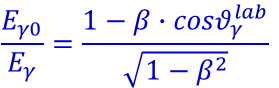 E_{γ0} / E_γ = (1 − β · cosϑ_γ^{lab}) / √(1 − β²)